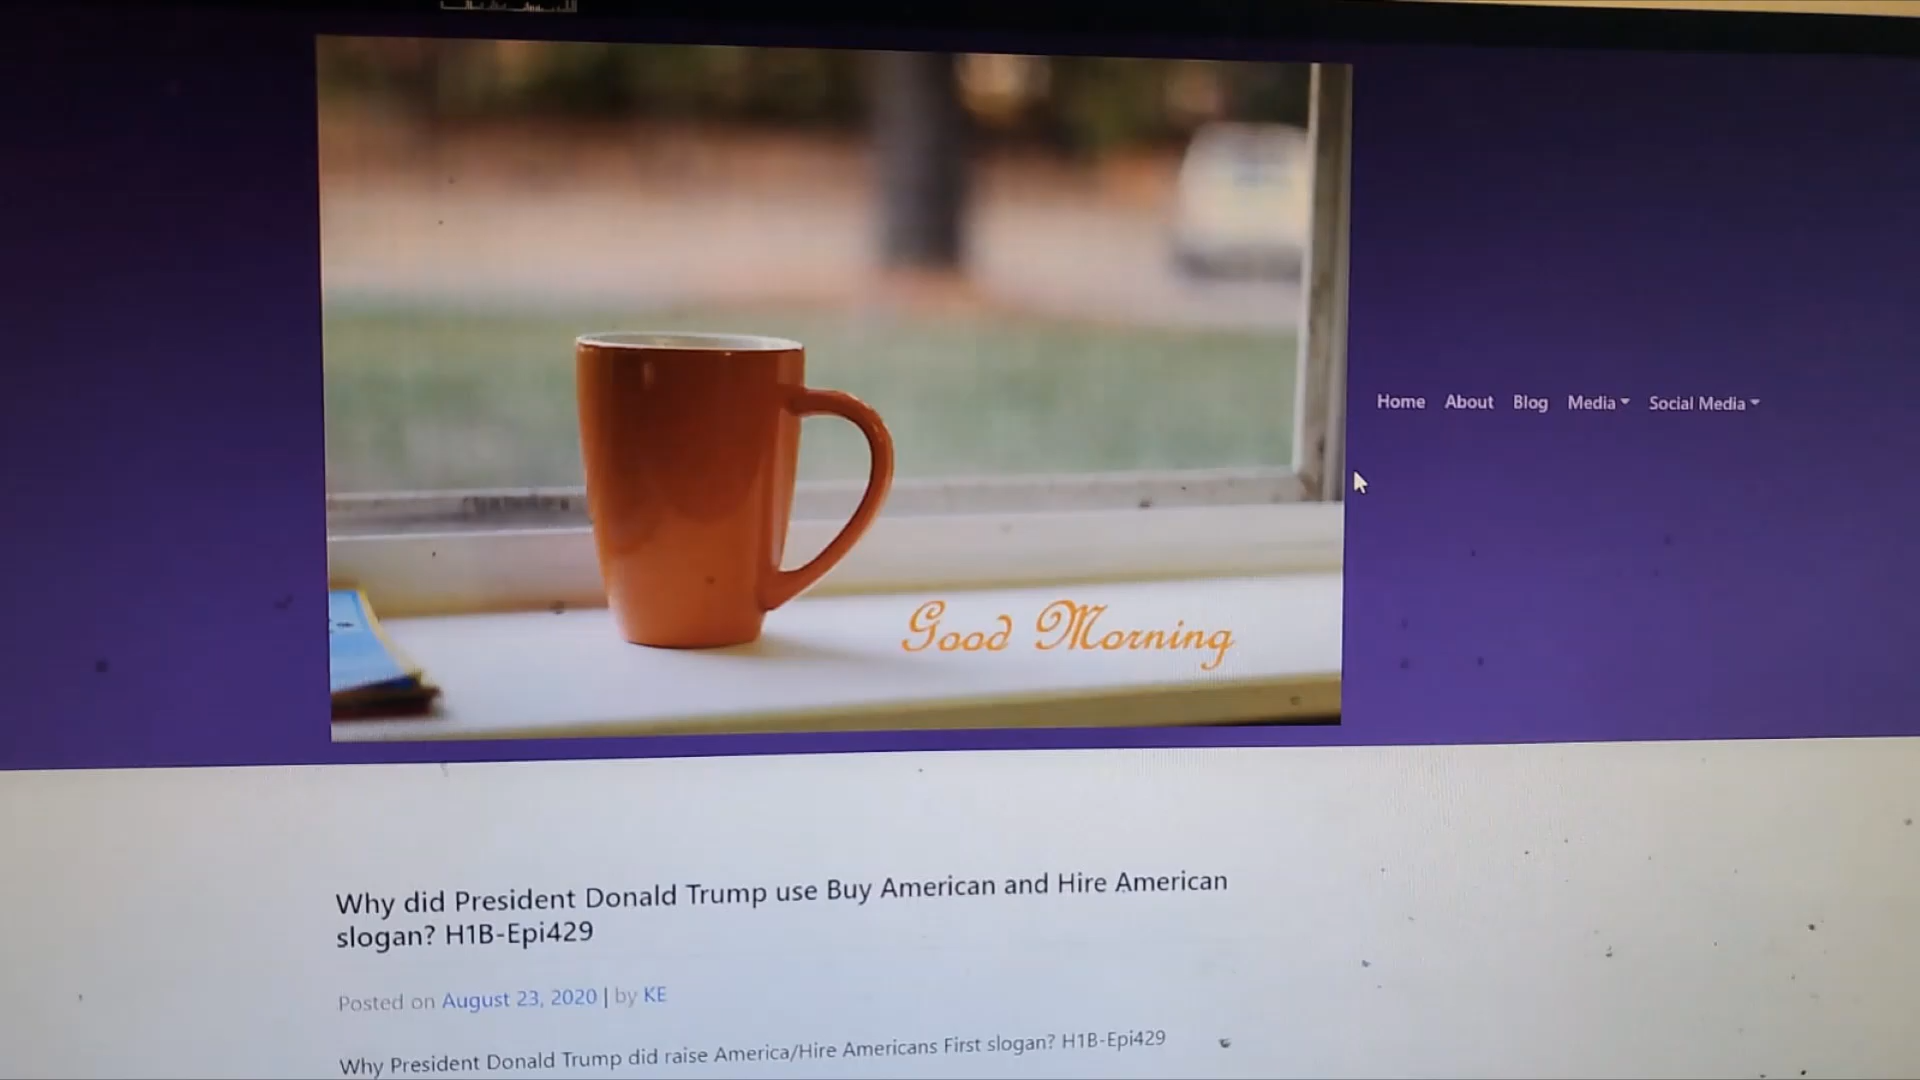 Home About Blog Media Social Media
Good Morning
Why did President Donald Trump use Buy American and Hire American
slogan? H1B-Epi429
Posted on August 23, 2020 | by KE
Why President Donald Trump did raise America/Hire Americans First slogan? H1B-Epi429